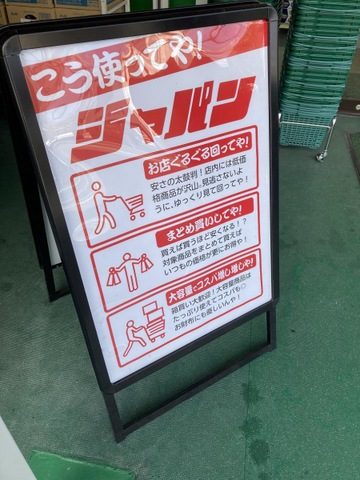 こう使ってや!
ジャパン
お店ぐるぐる回ってや!
安さの太鼓判!店内には低価
格商品が沢山。見逃さないよ
うに、ゆっくり見て回ってや!
まとめ買いしてや!
買えば買うほど安くなる!?
対象商品をまとめて買えば
いつもの価格が更にお得や!
大容量でコスパ増し増しや!
箱買い大歓迎!大容量商品は
たっぷり使えてコスパも◎
お財布にも優しいんや!